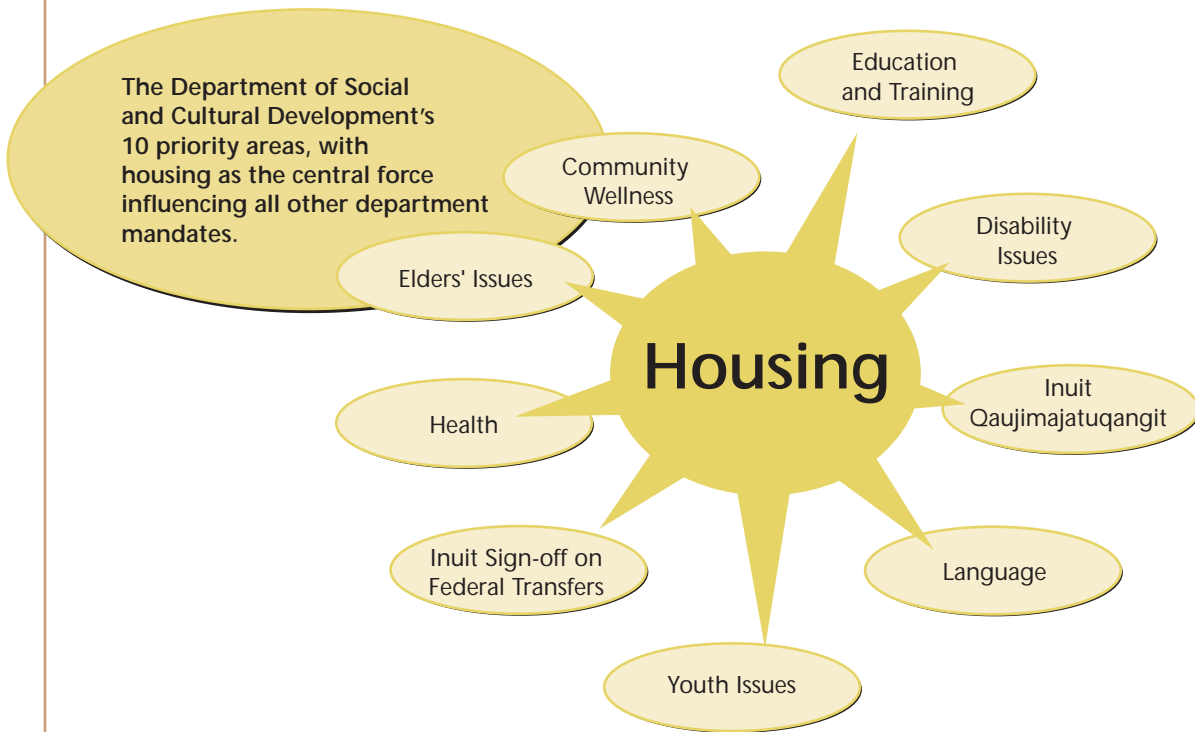 The Department of Social
and Cultural Development's
10 priority areas, with
housing as the central force
influencing all other department
mandates.
Education
and Training
Community
Wellness
Disability
Issues
Elders' Issues
Housing
Inuit
Qaujimajatuqangit
Health
Inuit Sign-off on
Federal Transfers
Language
Youth Issues